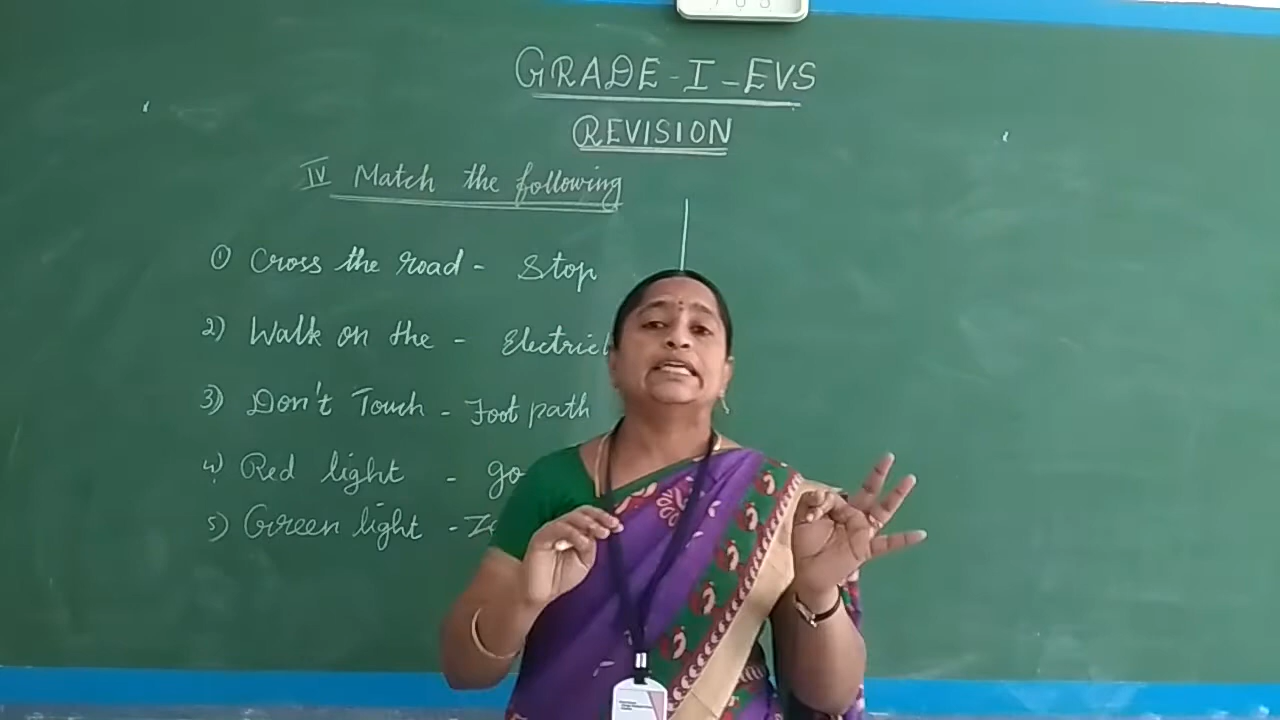 GRADE-I-EVS
REVISION
IV Match the following
1) Cross the road - Stop
2) Walk on the -
3) Don't Touch - Foot path
4) Red light - go
5) Green light -